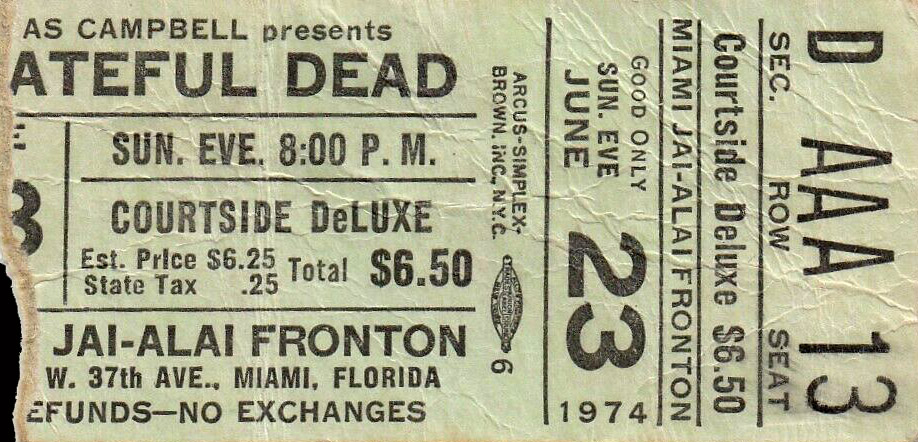 AS CAMPBELL presents
ATEFUL DEAD
SUN. EVE. 8:00 P. M.
COURTSIDE DeLUXE
Est. Price $6.25
State Tax .25
Total $6.50
JAI-ALAI FRONTON
W. 37th AVE., MIAMI, FLORIDA
EFUNDS—NO EXCHANGES
3
ARCUS-SIMPLEX-
BROWN, INC., N.Y.C.
6
GOOD ONLY
SUN. EVE
JUNE
23
1974
MIAMI JAI-ALAI FRONTON
Courtside Deluxe $6.50
SEC. ROW SEAT
D AAA 13